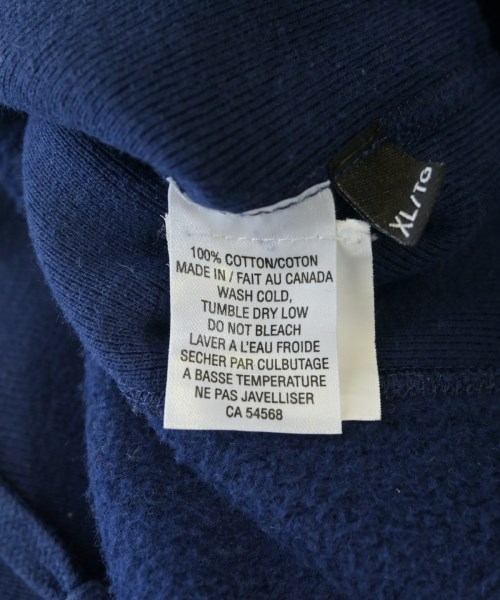 XL/TG
100% COTTON/COTON
MADE IN / FAIT AU CANADA
WASH COLD,
TUMBLE DRY LOW
DO NOT BLEACH
LAVER A L'EAU FROIDE
SECHER PAR CULBUTAGE
A BASSE TEMPERATURE
NE PAS JAVELLISER
CA 54568